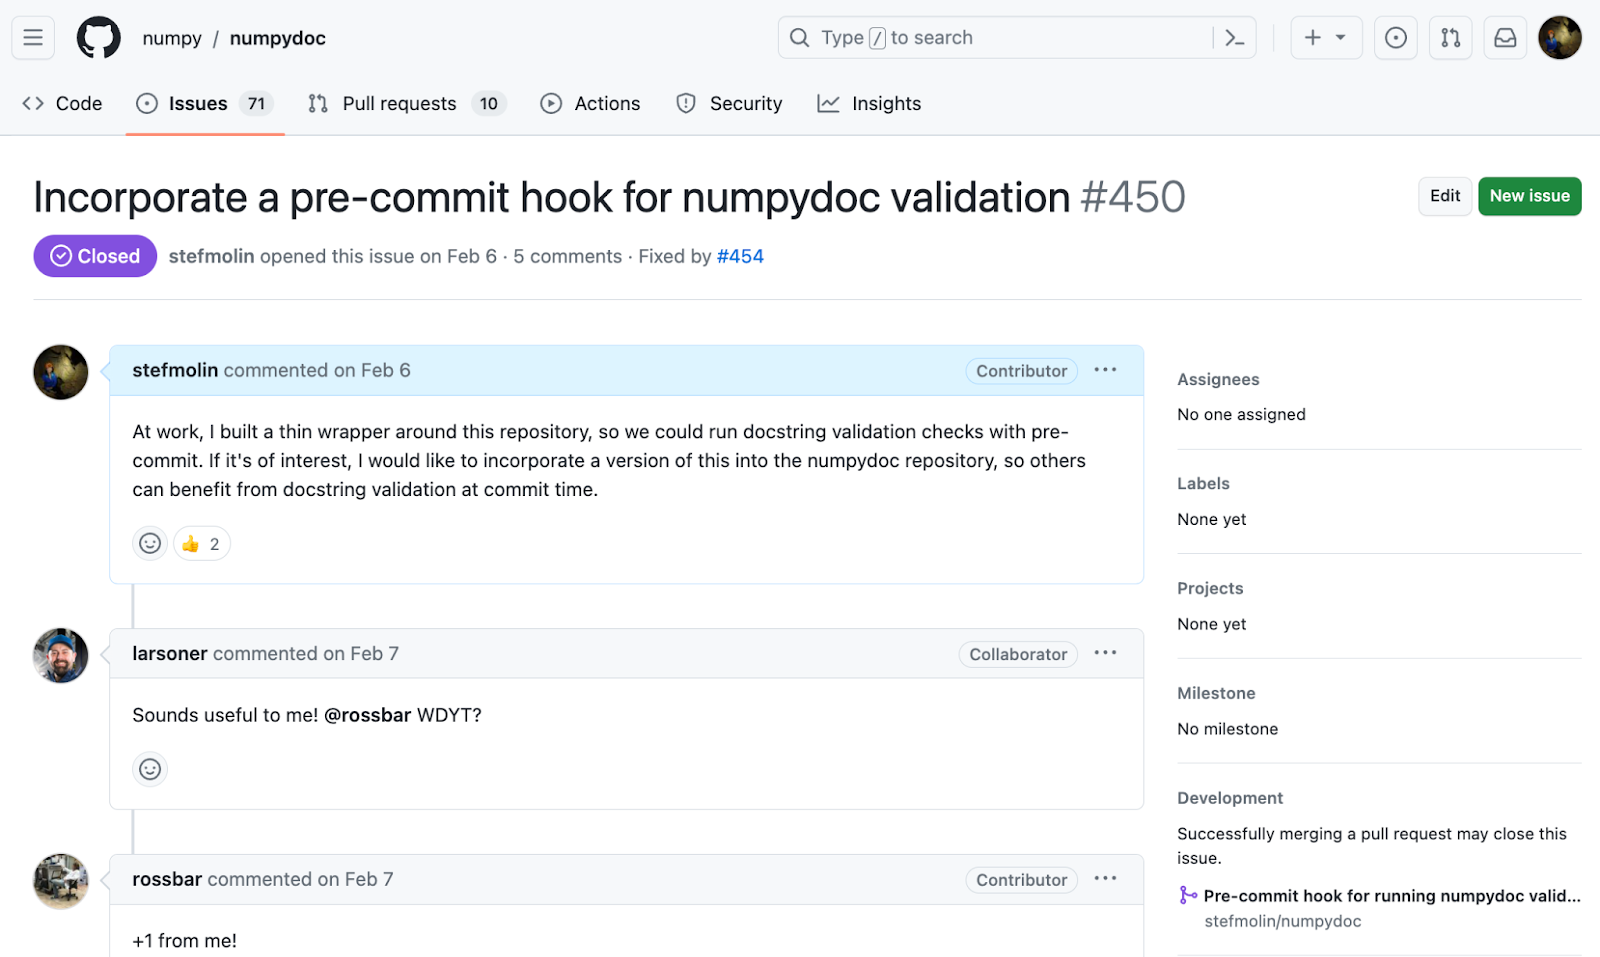 numpy / numpydoc
Type / to search
Code
Issues 71
Pull requests 10
Actions
Security
Insights
Incorporate a pre-commit hook for numpydoc validation #450
Edit
New issue
Closed
stefmolin opened this issue on Feb 6 · 5 comments · Fixed by #454
stefmolin commented on Feb 6
Contributor
At work, I built a thin wrapper around this repository, so we could run docstring validation checks with pre-
commit. If it's of interest, I would like to incorporate a version of this into the numpydoc repository, so others
can benefit from docstring validation at commit time.
👍 2
larsoner commented on Feb 7
Collaborator
Sounds useful to me! @rossbar WDYT?
rossbar commented on Feb 7
Contributor
+1 from me!
Assignees
No one assigned
Labels
None yet
Projects
None yet
Milestone
No milestone
Development
Successfully merging a pull request may close this
issue.
Pre-commit hook for running numpydoc valid...
stefmolin/numpydoc